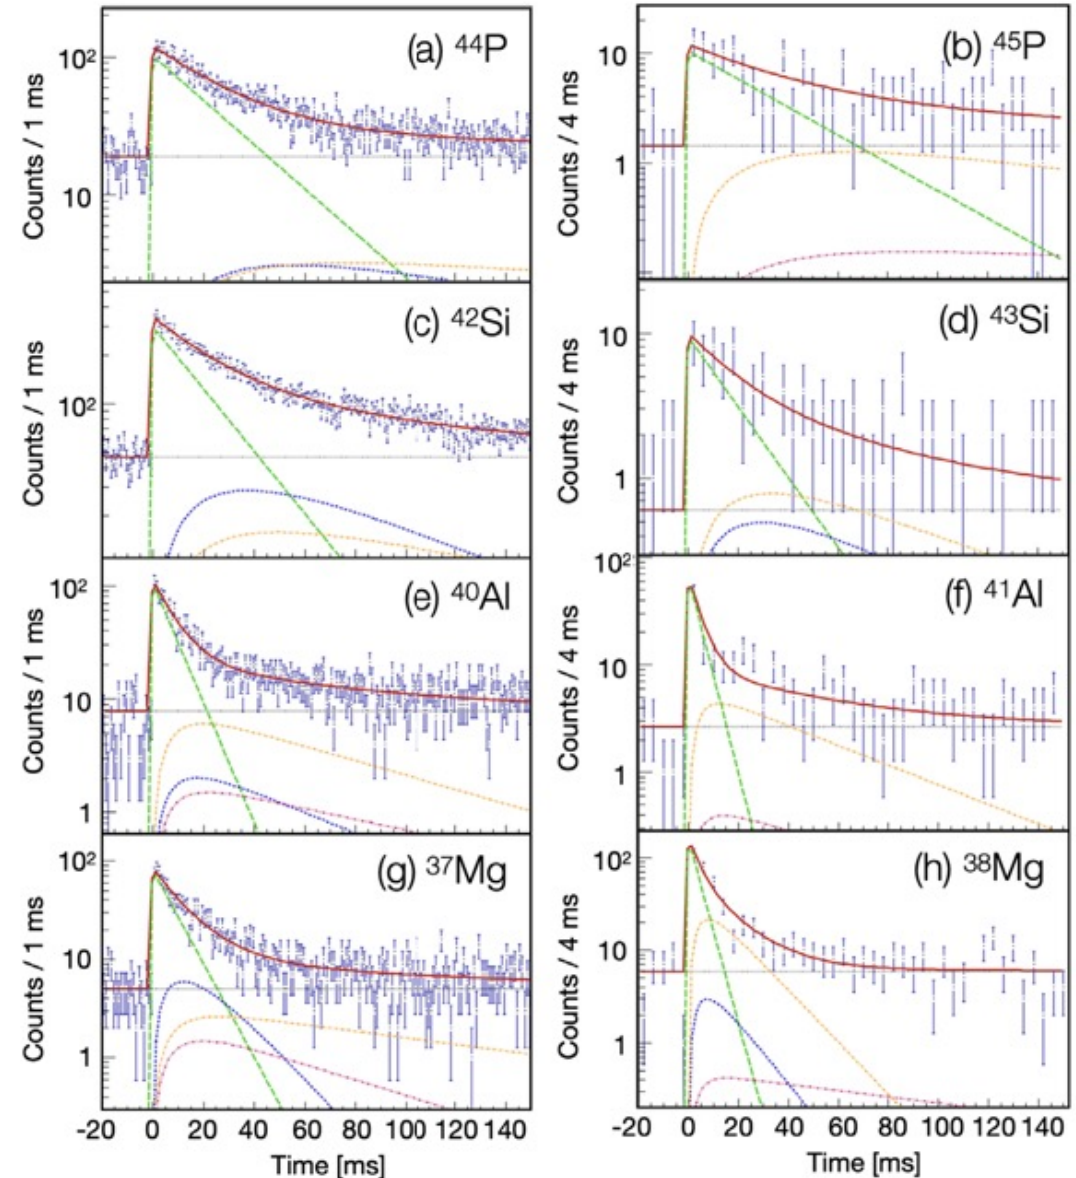 (a) ⁴⁴P
10²
10
Counts / 1 ms
(b) ⁴⁵P
10
1
Counts / 4 ms
(c) ⁴²Si
10²
Counts / 1 ms
(d) ⁴³Si
10
1
Counts / 4 ms
(e) ⁴⁰Al
10²
10
1
Counts / 1 ms
(f) ⁴¹Al
10²
10
1
Counts / 4 ms
(g) ³⁷Mg
10²
10
1
Counts / 1 ms
-20 0 20 40 60 80 100 120 140
Time [ms]
(h) ³⁸Mg
10²
10
1
Counts / 4 ms
-20 0 20 40 60 80 100 120 140
Time [ms]